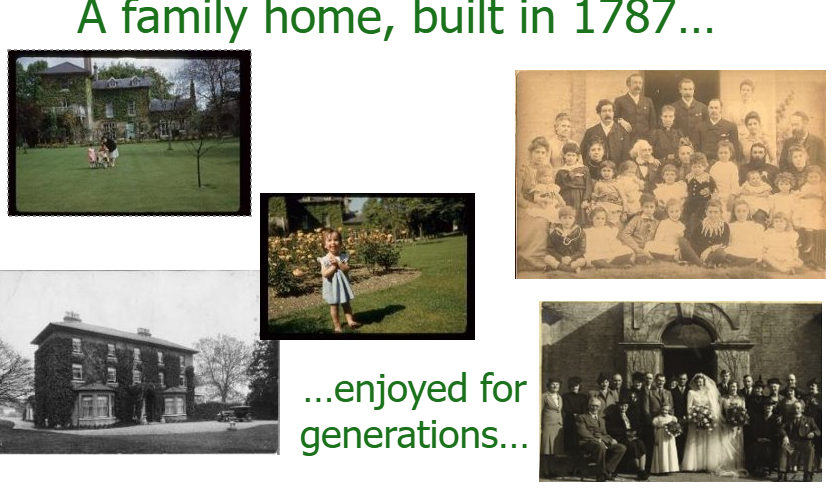 A family home, built in 1787...
...enjoyed for
generations...